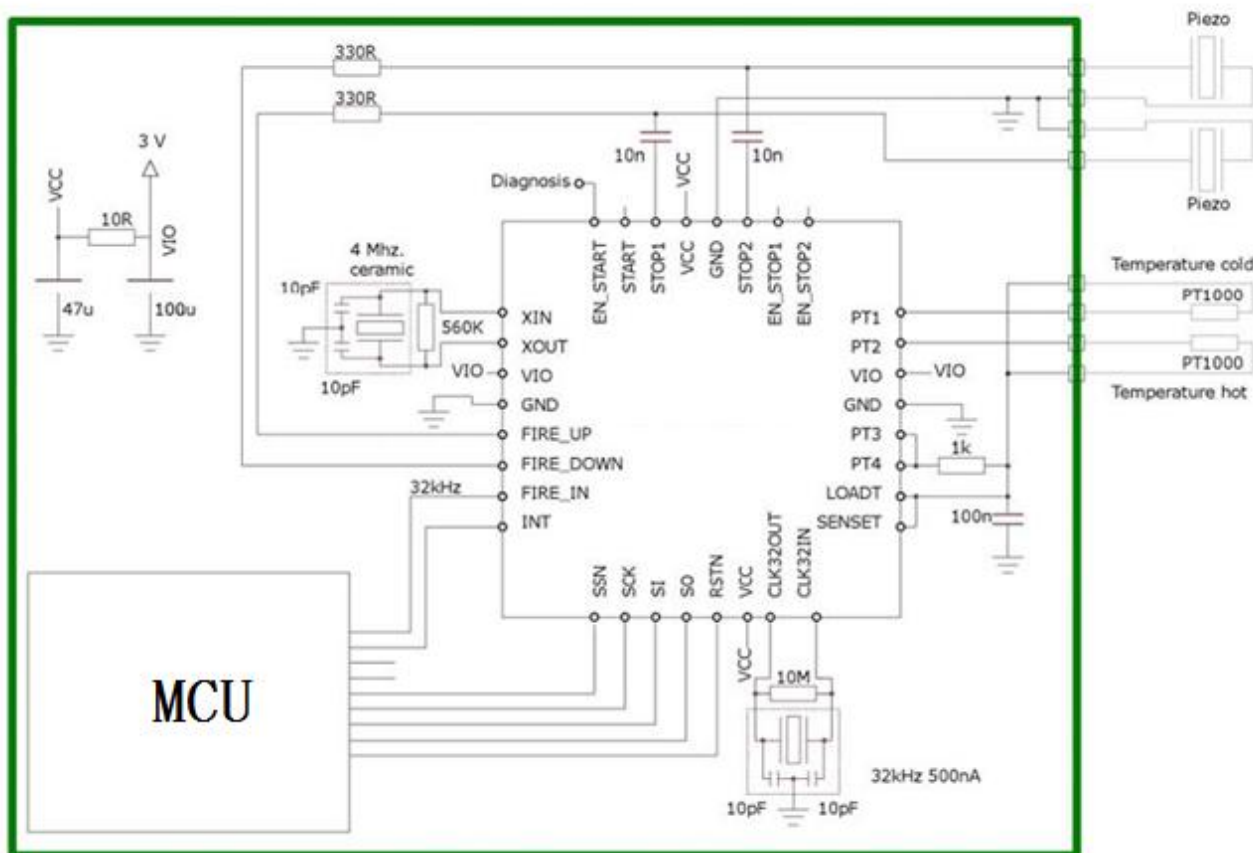 Piezo
330R
330R
3 V
VCC
10R
VIO
47u
100u
10n
10n
VCC
Diagnosis
Piezo
4 Mhz.
ceramic
10pF
560K
10pF
EN_START
START
STOP1
VCC
GND
STOP2
EN_STOP1
EN_STOP2
Temperature cold
PT1000
PT1000
Temperature hot
XIN
XOUT
VIO
VIO
GND
FIRE_UP
FIRE_DOWN
32kHz
FIRE_IN
INT
PT1
PT2
VIO
VIO
GND
PT3
1k
PT4
LOADT
100n
SENSET
SSN
SCK
SI
SO
RSTN
VCC
CLK32OUT
CLK32IN
VCC
10M
MCU
32kHz 500nA
10pF
10pF